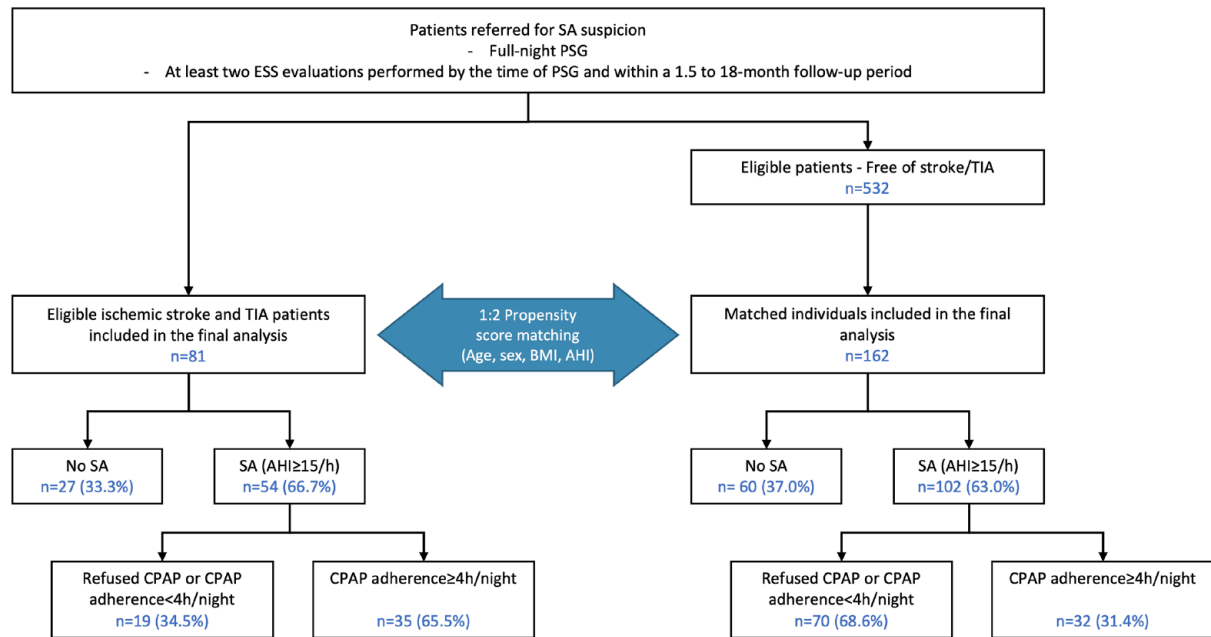 Patients referred for SA suspicion
- Full-night PSG
- At least two ESS evaluations performed by the time of PSG and within a 1.5 to 18-month follow-up period
Eligible patients - Free of stroke/TIA
n=532
Eligible ischemic stroke and TIA patients
included in the final analysis
n=81
1:2 Propensity
score matching
(Age, sex, BMI, AHI)
Matched individuals included in the final
analysis
n=162
No SA
n=27 (33.3%)
SA (AHI≥15/h)
n=54 (66.7%)
No SA
n= 60 (37.0%)
SA (AHI≥15/h)
n=102 (63.0%)
Refused CPAP or CPAP
adherence<4h/night
n=19 (34.5%)
CPAP adherence≥4h/night
n=35 (65.5%)
Refused CPAP or CPAP
adherence<4h/night
n=70 (68.6%)
CPAP adherence≥4h/night
n=32 (31.4%)